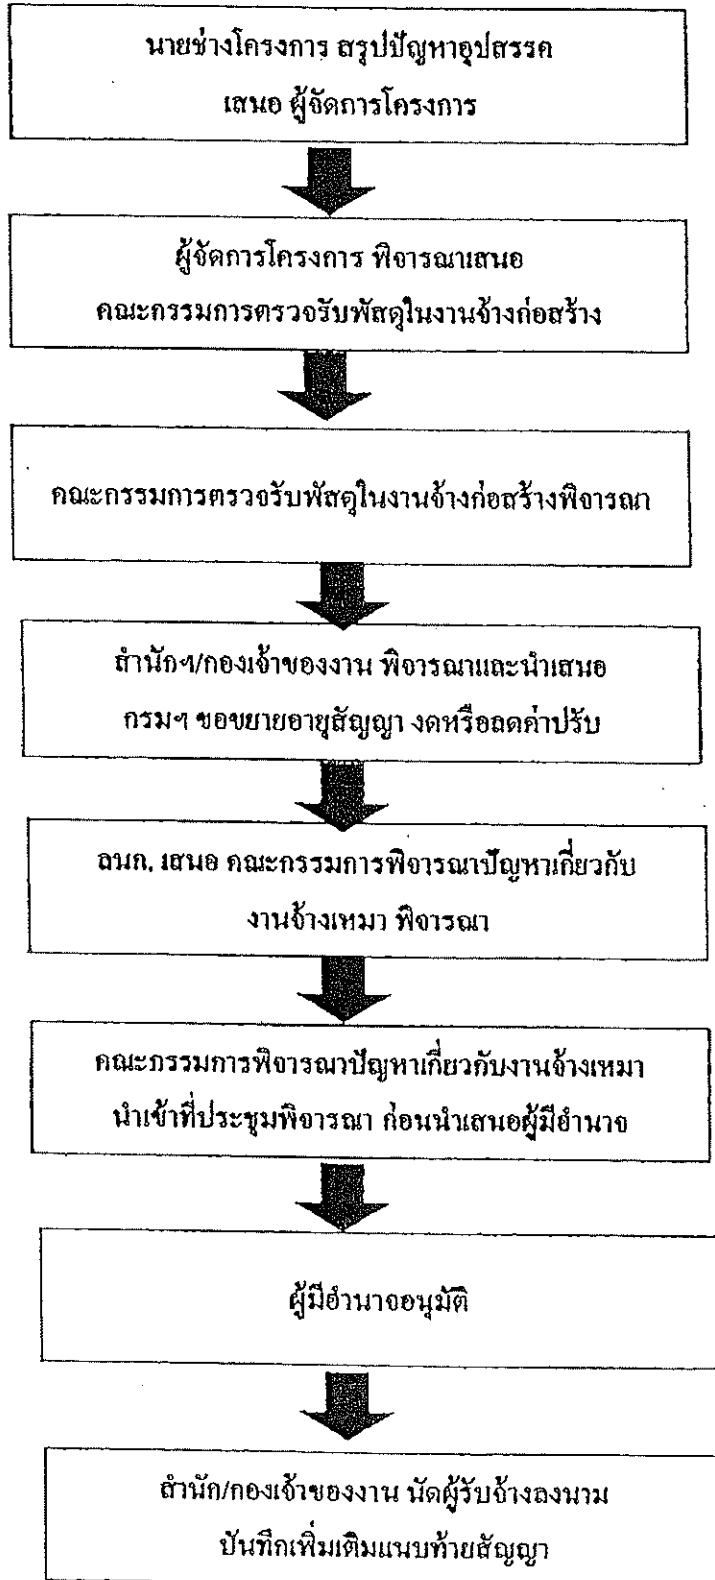 นายช่างโครงการ สรุปปัญหาอุปสรรค
เสนอ ผู้จัดการโครงการ
ผู้จัดการโครงการ พิจารณาเสนอ
คณะกรรมการตรวจรับพัสดุในงานจ้างก่อสร้าง
คณะกรรมการตรวจรับพัสดุในงานจ้างก่อสร้างพิจารณา
สำนักฯ/กองเจ้าของงาน พิจารณาและนำเสนอ
กรมฯ ขอขยายอายุสัญญา งดหรือลดค่าปรับ
ลนก. เสนอ คณะกรรมการพิจารณาปัญหาเกี่ยวกับ
งานจ้างเหมา พิจารณา
คณะกรรมการพิจารณาปัญหาเกี่ยวกับงานจ้างเหมา
นำเข้าที่ประชุมพิจารณา ก่อนนำเสนอผู้มีอำนาจ
ผู้มีอำนาจอนุมัติ
สำนัก/กองเจ้าของงาน นัดผู้รับจ้างลงนาม
บันทึกเพิ่มเติมแนบท้ายสัญญา